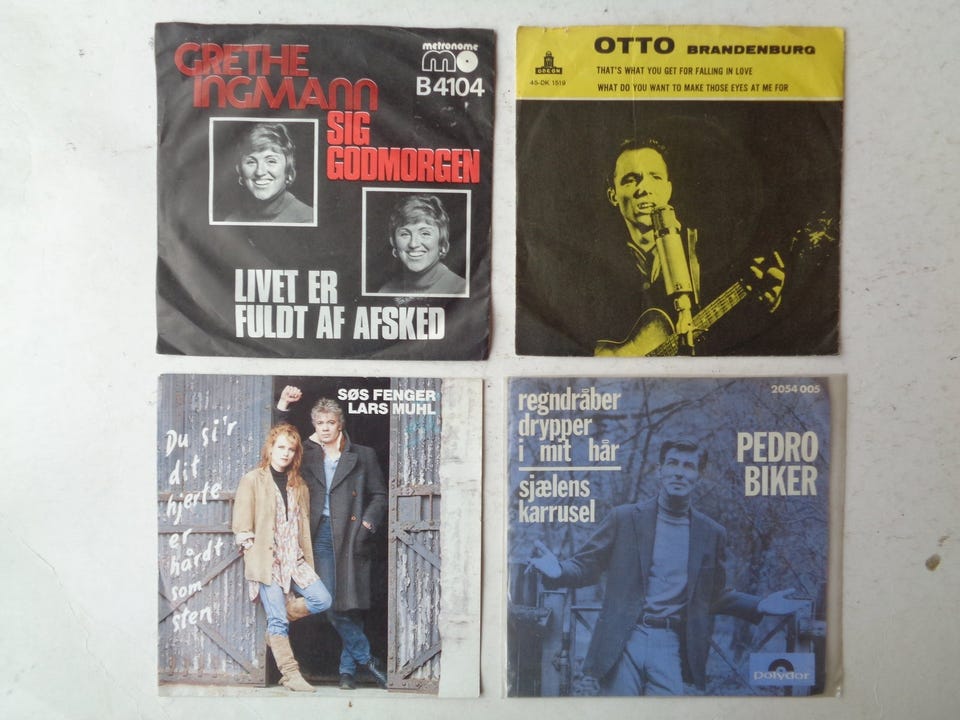 GRETHE
INGMANN
metronome
B 4104
SIG
GODMORGEN
LIVET ER
FULDT AF AFSKED
ODEON
45-DK 1519
OTTO BRANDENBURG
THAT'S WHAT YOU GET FOR FALLING IN LOVE
WHAT DO YOU WANT TO MAKE THOSE EYES AT ME FOR
SØS FENGER
LARS MUHL
Du si'r
dit
hjerte
er
hårdt
som
sten
2054 005
regndråber
drypper
i mit hår
sjælens
karrusel
PEDRO
BIKER
polydor